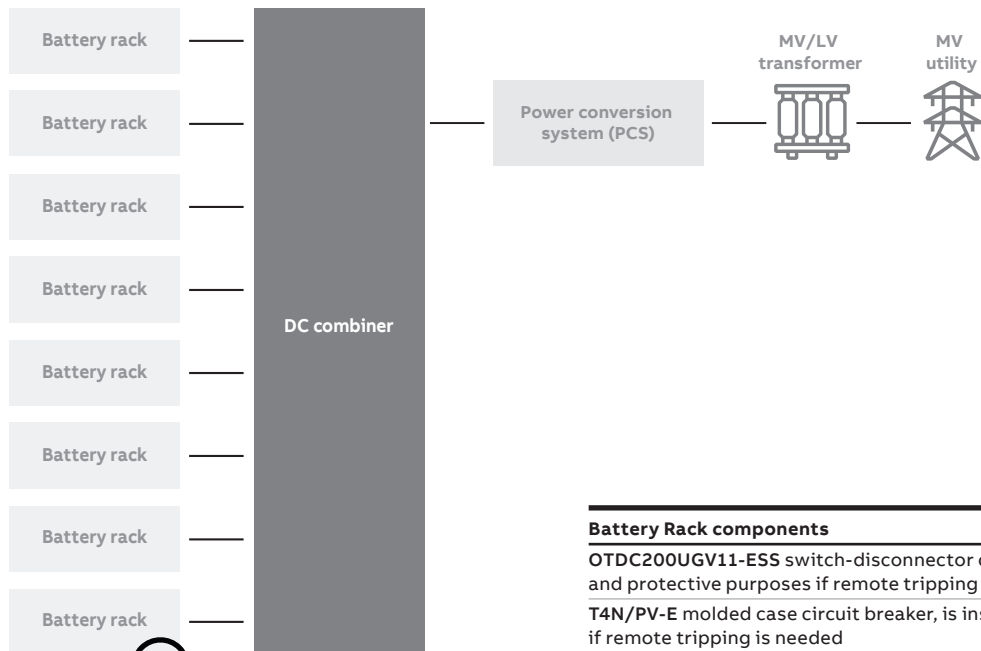 Battery rack
Battery rack
Battery rack
Battery rack
Battery rack
Battery rack
Battery rack
Battery rack
DC combiner
Power conversion
system (PCS)
MV/LV
transformer
MV
utility
Battery Rack components
OTDC200UGV11-ESS switch-disconnector
and protective purposes if remote tripping
T4N/PV-E molded case circuit breaker, is
if remote tripping is needed